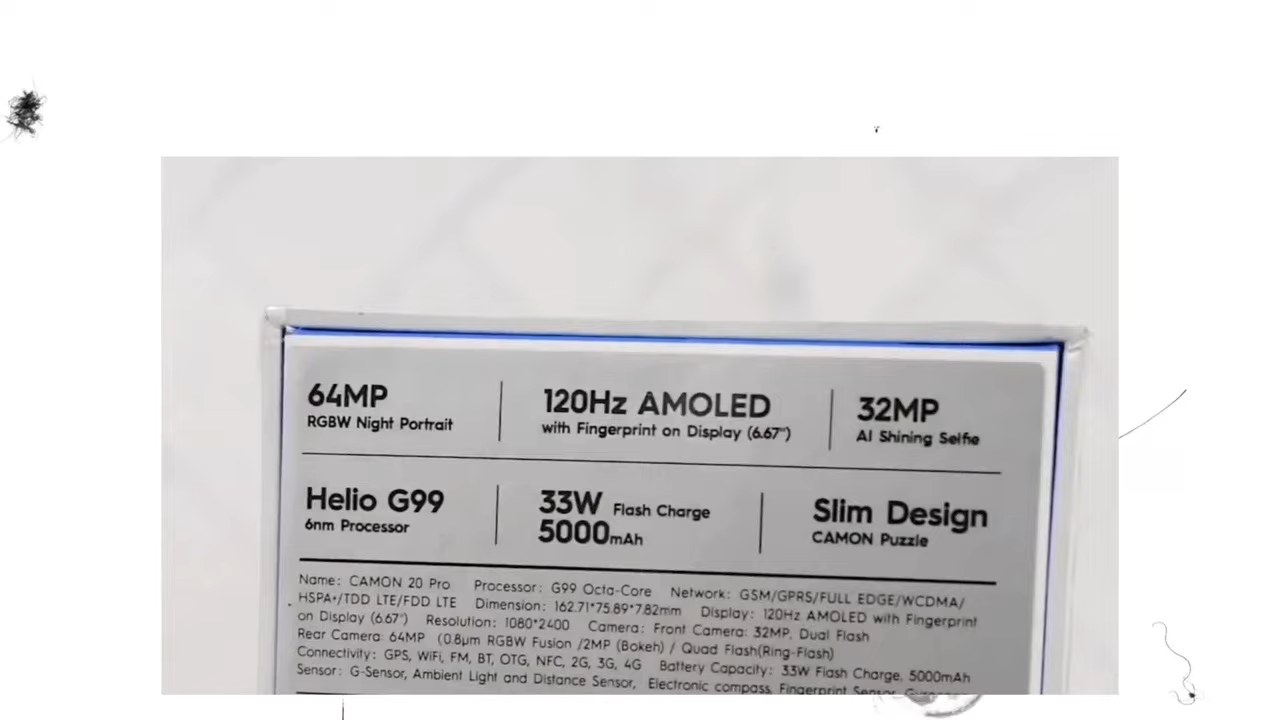 64MP
RGBW Night Portrait
120Hz AMOLED
with Fingerprint on Display (6.67")
32MP
AI Shining Selfie
Helio G99
6nm Processor
33W Flash Charge
5000mAh
Slim Design
CAMON Puzzle
Name: CAMON 20 Pro Processor: G99 Octa-Core Network: GSM/GPRS/FULL EDGE/WCDMA/
HSPA+/TDD LTE/FDD LTE Dimension: 162.71*75.89*7.82mm Display: 120Hz AMOLED with Fingerprint
on Display (6.67") Resolution: 1080*2400 Camera: Front Camera: 32MP, Dual Flash
Rear Camera: 64MP (0.8μm RGBW Fusion /2MP (Bokeh) / Quad Flash(Ring-Flash)
Connectivity: GPS, WiFi, FM, BT, OTG, NFC, 2G, 3G, 4G Battery Capacity: 33W Flash Charge, 5000mAh
Sensor: G-Sensor, Ambient Light and Distance Sensor, Electronic compass, Fingerprint Sensor,